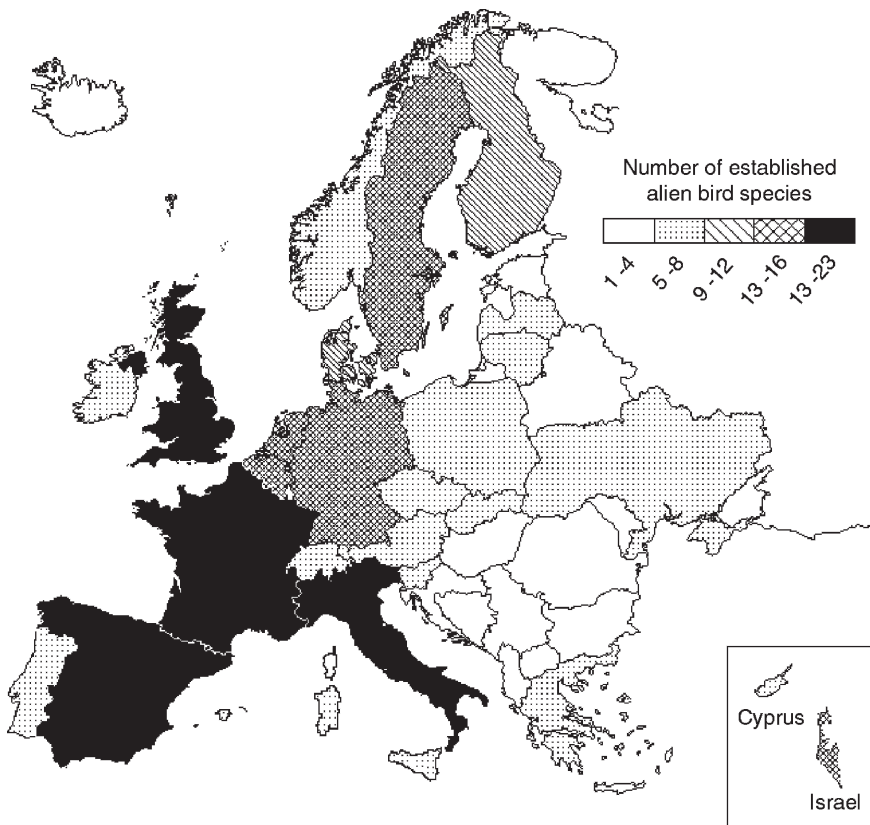 Number of established
alien bird species
1 -4
5 -8
9 -12
13 -16
13 -23
Cyprus
Israel